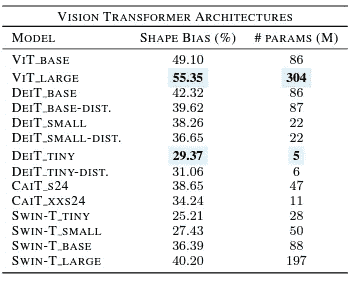 VISION TRANSFORMER ARCHITECTURES
MODEL SHAPE BIAS (%) # PARAMS (M)
VIT_BASE 49.10 86
VIT_LARGE 55.35 304
DEIT_BASE 42.32 86
DEIT_BASE-DIST. 39.62 87
DEIT_SMALL 38.26 22
DEIT_SMALL-DIST. 36.65 22
DEIT_TINY 29.37 5
DEIT_TINY-DIST. 31.06 6
CAIT_S24 38.65 47
CAIT_XXS24 34.24 11
SWIN-T_TINY 25.21 28
SWIN-T_SMALL 27.43 50
SWIN-T_BASE 36.39 88
SWIN-T_LARGE 40.20 197